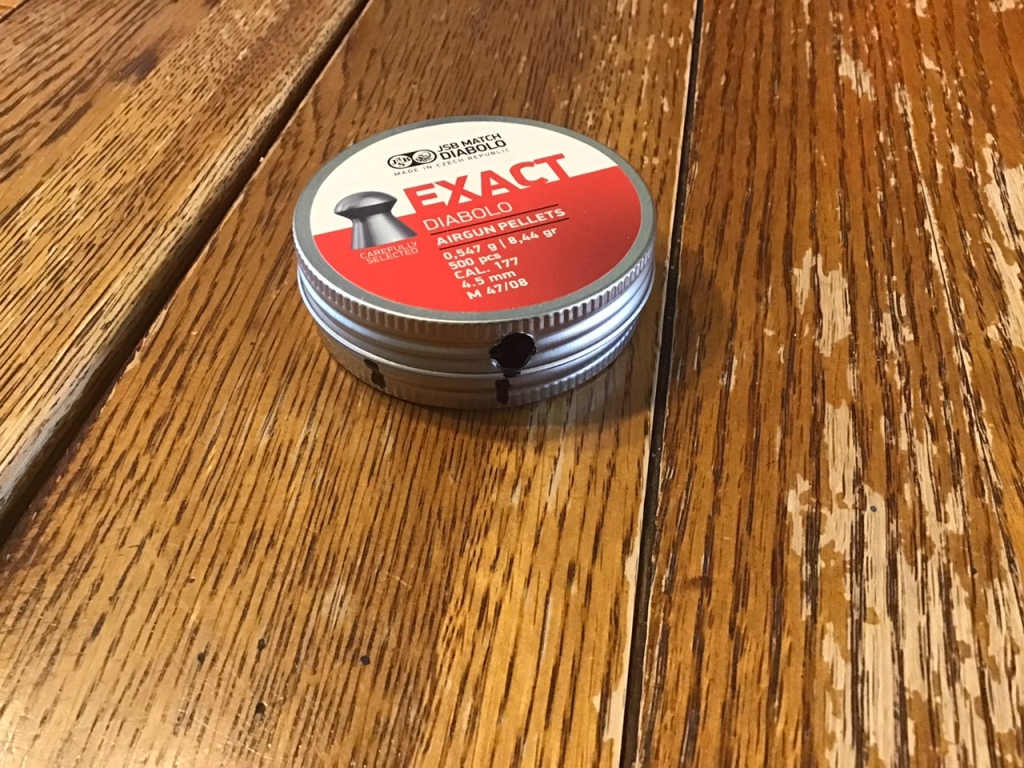 JSB
JSB MATCH
DIABOLO
MADE IN CZECH REPUBLIC
EXACT
DIABOLO
AIRGUN PELLETS
CAREFULLY
SELECTED
0,547 g | 8,44 gr
500 pcs
CAL. 177
4.5 mm
M 47/08